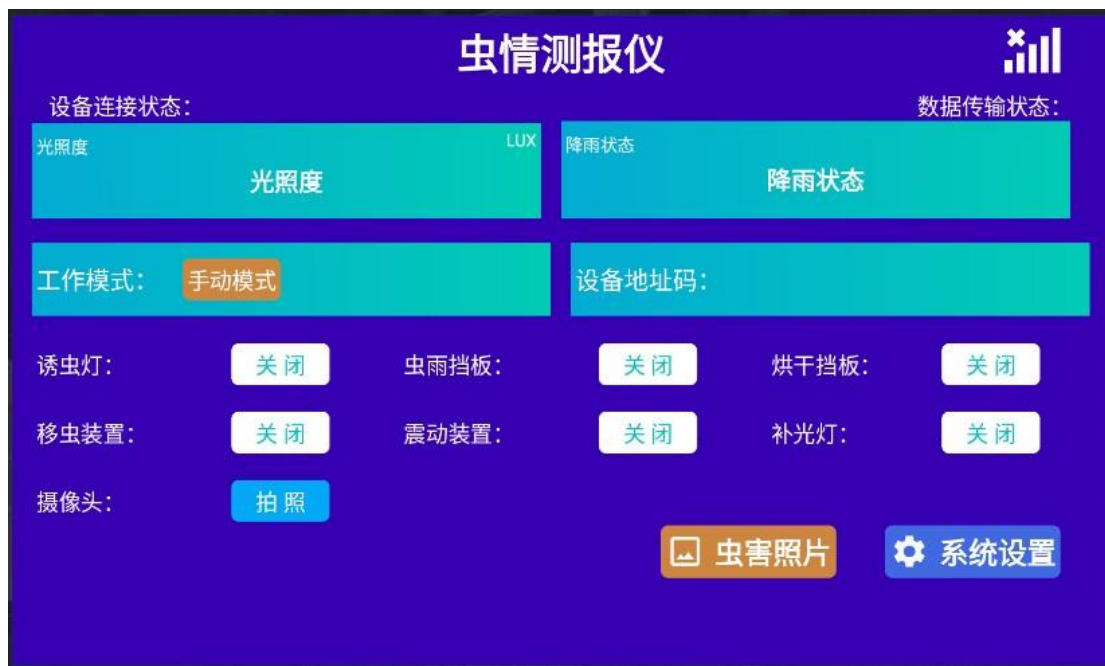 虫情测报仪
设备连接状态： 数据传输状态：
光照度 LUX 降雨状态
光照度 降雨状态
工作模式： 手动模式 设备地址码：
诱虫灯： 关闭 虫雨挡板： 关闭 烘干挡板： 关闭
移虫装置： 关闭 震动装置： 关闭 补光灯： 关闭
摄像头： 拍照
虫害照片 系统设置